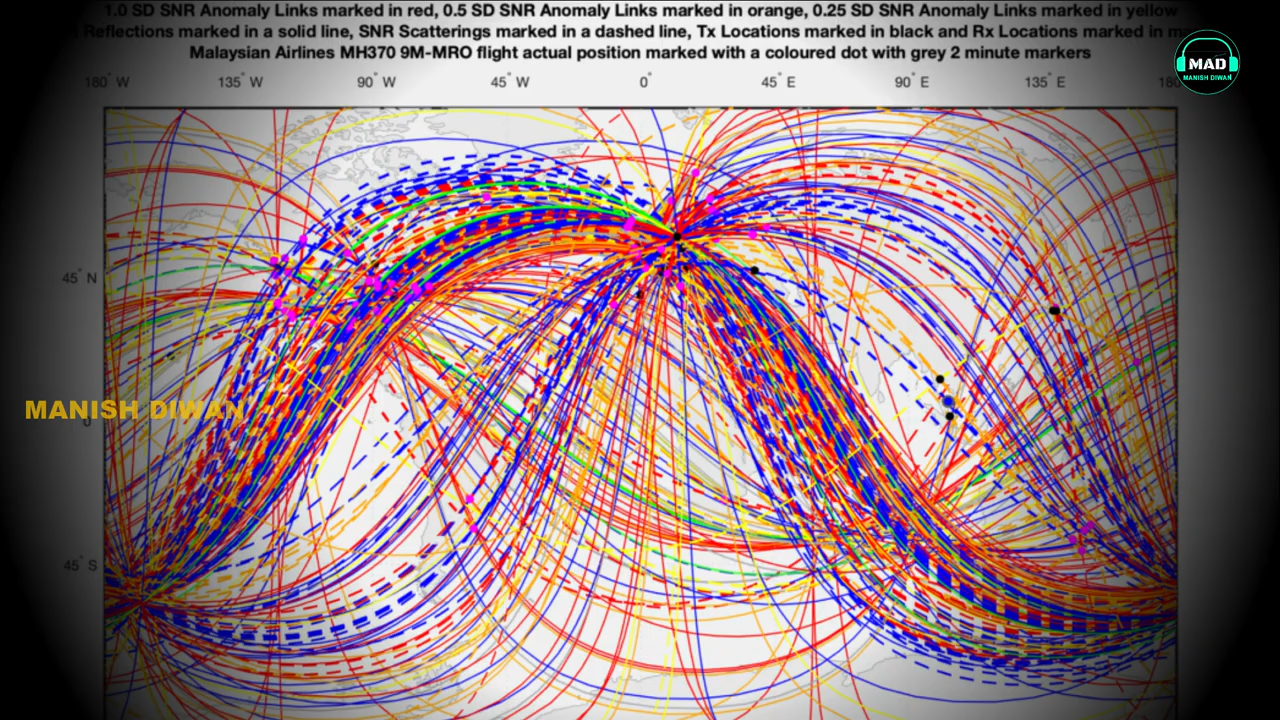 1.0 SD SNR Anomaly Links marked in red, 0.5 SD SNR Anomaly Links marked in orange, 0.25 SD SNR Anomaly Links marked in yellow
Reflections marked in a solid line, SNR Scatterings marked in a dashed line, Tx Locations marked in black and Rx Locations marked in
Malaysian Airlines MH370 9M-MRO flight actual position marked with a coloured dot with grey 2 minute markers
MAD
MANISH DIWAN
180° W 135° W 90° W 45° W 0° 45° E 90° E 135° E 180
45° N
MANISH DIWAN
0°
45° S